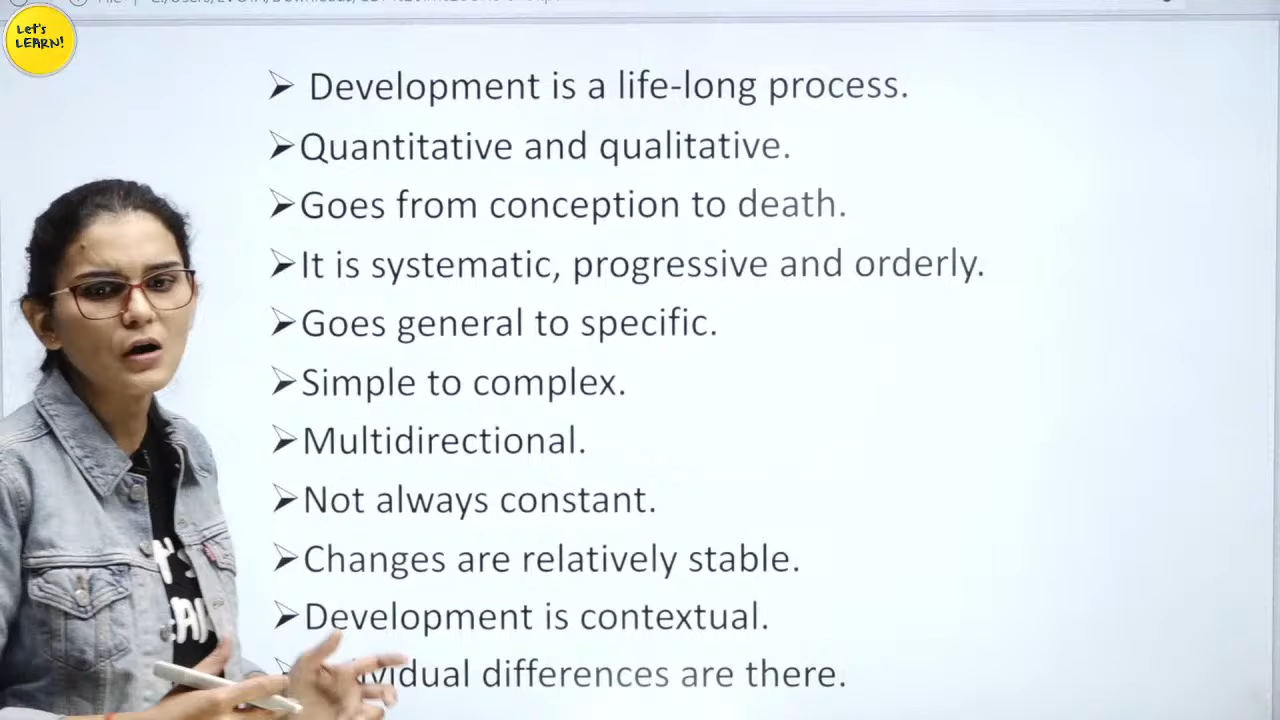 Let's
LEARN!
➤ Development is a life-long process.
➤Quantitative and qualitative.
➤Goes from conception to death.
➤It is systematic, progressive and orderly.
➤Goes general to specific.
➤Simple to complex.
➤Multidirectional.
➤Not always constant.
➤Changes are relatively stable.
➤Development is contextual.
differences are there.